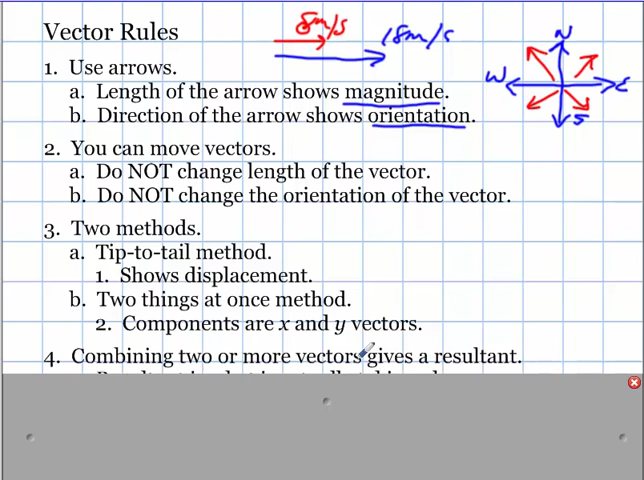 Vector Rules
8m/s
18m/s
N
W
E
S
1. Use arrows.
a. Length of the arrow shows magnitude.
b. Direction of the arrow shows orientation.
2. You can move vectors.
a. Do NOT change length of the vector.
b. Do NOT change the orientation of the vector.
3. Two methods.
a. Tip-to-tail method.
1. Shows displacement.
b. Two things at once method.
2. Components are x and y vectors.
4. Combining two or more vectors gives a resultant.